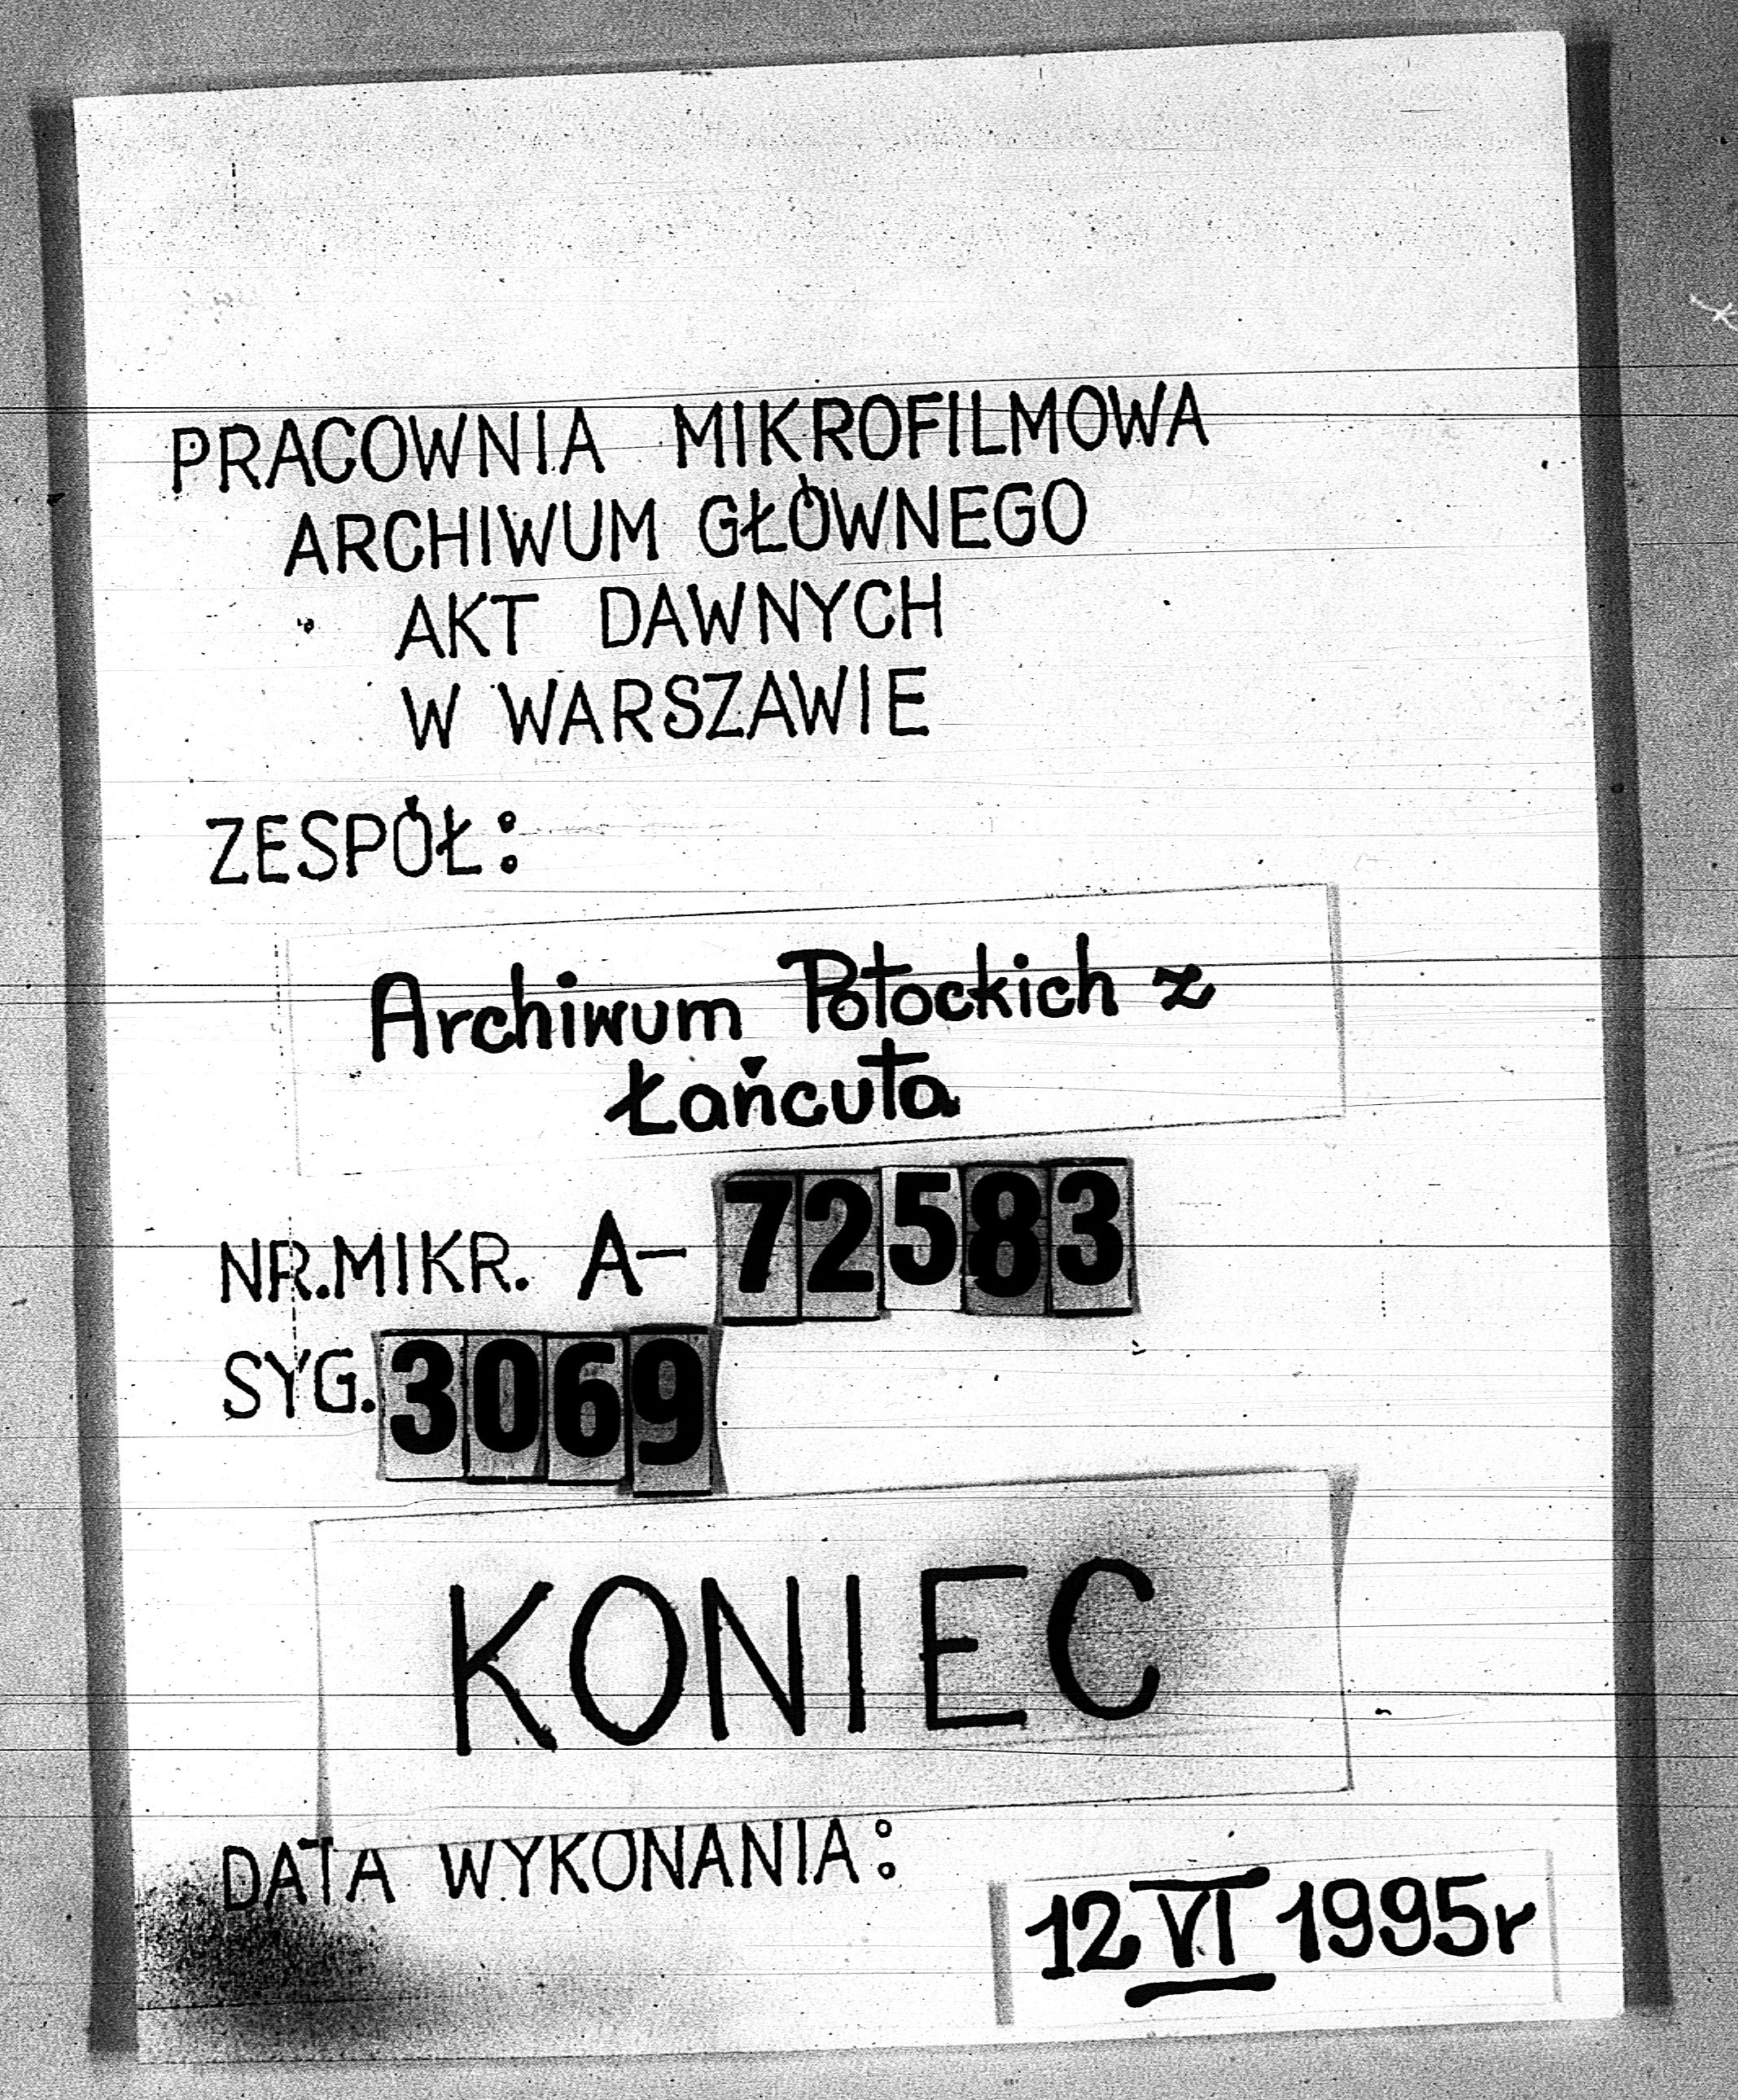 PRACOWNIA MIKROFILMOWA
ARCHIWUM GŁÓWNEGO
AKT DAWNYCH
W WARSZAWIE
ZESPÓŁ:
Archiwum Potockich z
Łańcuta
NR.MIKR. A- 72583
SYG. 3069
KONIEC
DATA WYKONANIA:
12 VI 1995r